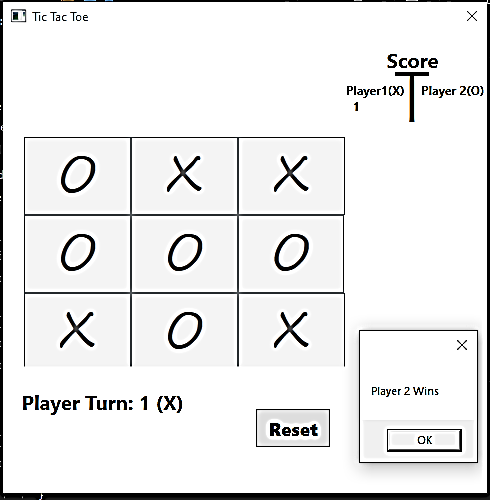 Tic Tac Toe
Score
Player1(X) Player 2(O)
1
O X X
O O O
X O X
Player 2 Wins
OK
Player Turn: 1 (X)
Reset